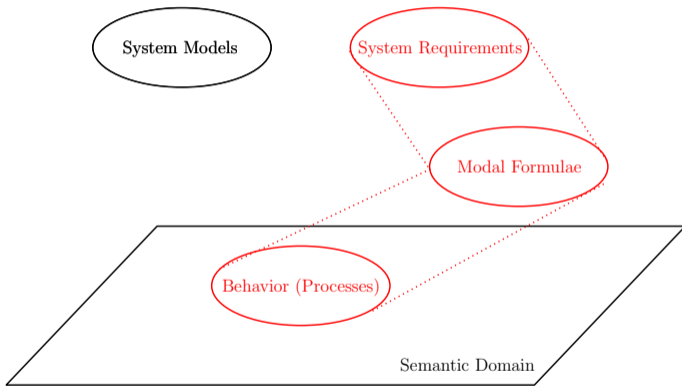 System Models
System Requirements
Modal Formulae
Behavior (Processes)
Semantic Domain